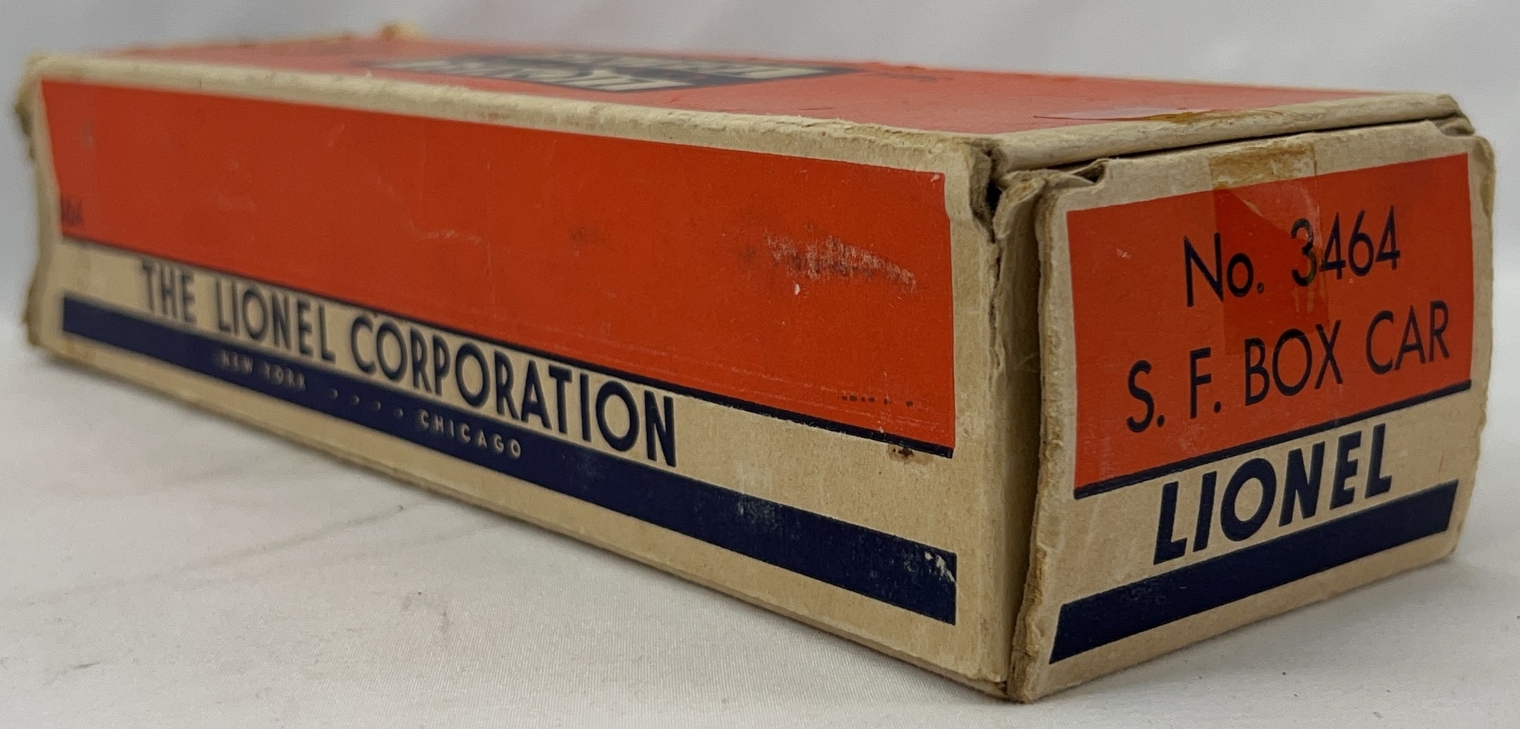 THE LIONEL CORPORATION
NEW YORK . . . . CHICAGO
No. 3464
S. F. BOX CAR
LIONEL